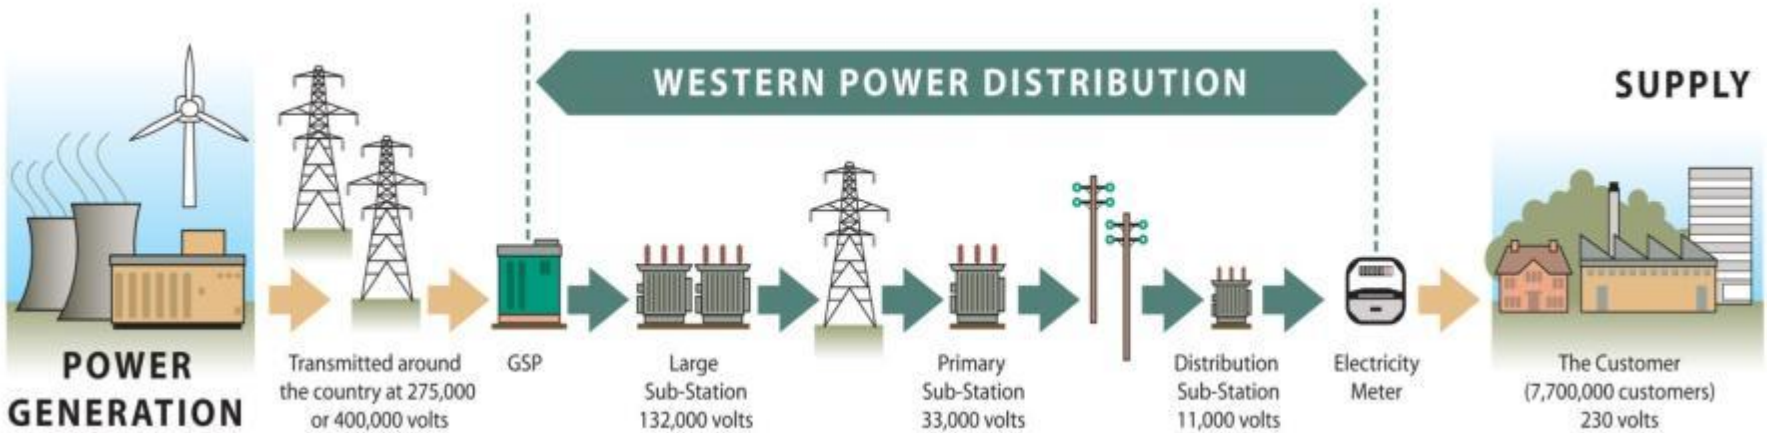 WESTERN POWER DISTRIBUTION
SUPPLY
POWER
GENERATION
Transmitted around
the country at 275,000
or 400,000 volts
GSP
Large
Sub-Station
132,000 volts
Primary
Sub-Station
33,000 volts
Distribution
Sub-Station
11,000 volts
Electricity
Meter
The Customer
(7,700,000 customers)
230 volts